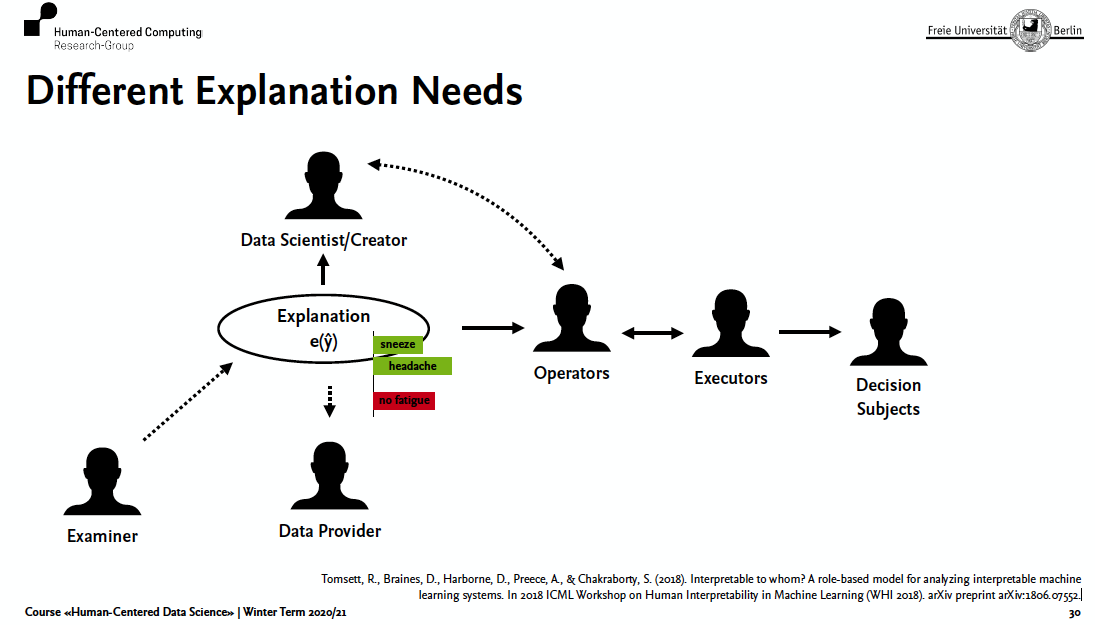 Human-Centered Computing
Research-Group
Freie Universität Berlin
Different Explanation Needs
Data Scientist/Creator
Explanation
e(ŷ)
sneeze
headache
no fatigue
Operators
Executors
Decision
Subjects
Examiner
Data Provider
Tomsett, R., Braines, D., Harborne, D., Preece, A., & Chakraborty, S. (2018). Interpretable to whom? A role-based model for analyzing interpretable machine
learning systems. In 2018 ICML Workshop on Human Interpretability in Machine Learning (WHI 2018). arXiv preprint arXiv:1806.07552.
Course «Human-Centered Data Science» | Winter Term 2020/21
30